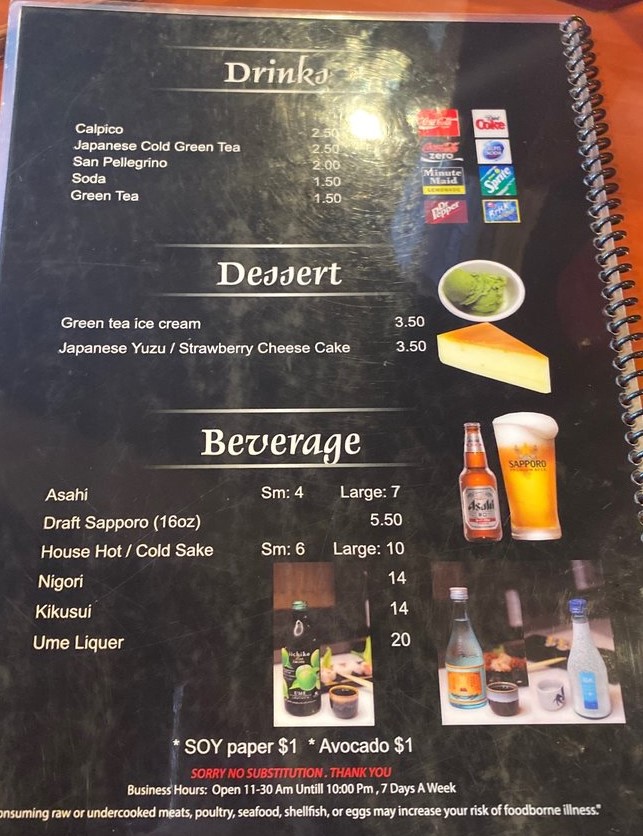 Drinks
Calpico 2.50
Japanese Cold Green Tea 2.50
San Pellegrino 2.00
Soda 1.50
Green Tea 1.50
Coca-Cola
Diet
Coke
Coca-Cola
zero
Minute
Maid
LEMONADE
Sprite
Dr
Pepper
Dessert
Green tea ice cream 3.50
Japanese Yuzu / Strawberry Cheese Cake 3.50
Beverage
Asahi Sm: 4 Large: 7
Draft Sapporo (16oz) 5.50
House Hot / Cold Sake Sm: 6 Large: 10
Nigori 14
Kikusui 14
Ume Liquer 20
SAPPORO
Asahi
iichiko
* SOY paper $1 * Avocado $1
SORRY NO SUBSTITUTION . THANK YOU
Business Hours: Open 11-30 Am Untill 10:00 Pm , 7 Days A Week
onsuming raw or undercooked meats, poultry, seafood, shellfish, or eggs may increase your risk of foodborne illness."